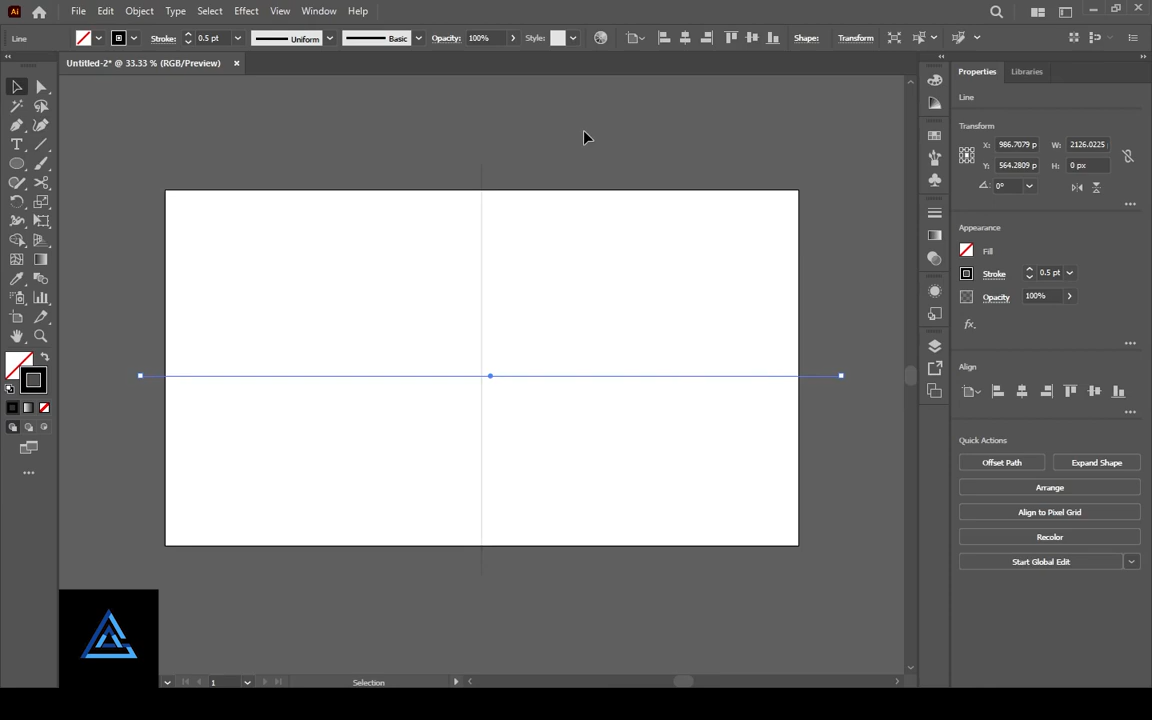 Ai File Edit Object Type Select Effect View Window Help
Line Stroke: 0.5 pt Uniform Basic Opacity: 100% Style: Shape: Transform
Untitled-2* @ 33.33 % (RGB/Preview) ×
Properties Libraries
Line
Transform
X: 986.7079 p W: 2126.0225
Y: 564.2809 p H: 0 px
0°
Appearance
Fill
Stroke 0.5 pt
Opacity 100%
fx.
Align
Quick Actions
Offset Path Expand Shape
Arrange
Align to Pixel Grid
Recolor
Start Global Edit
1 Selection